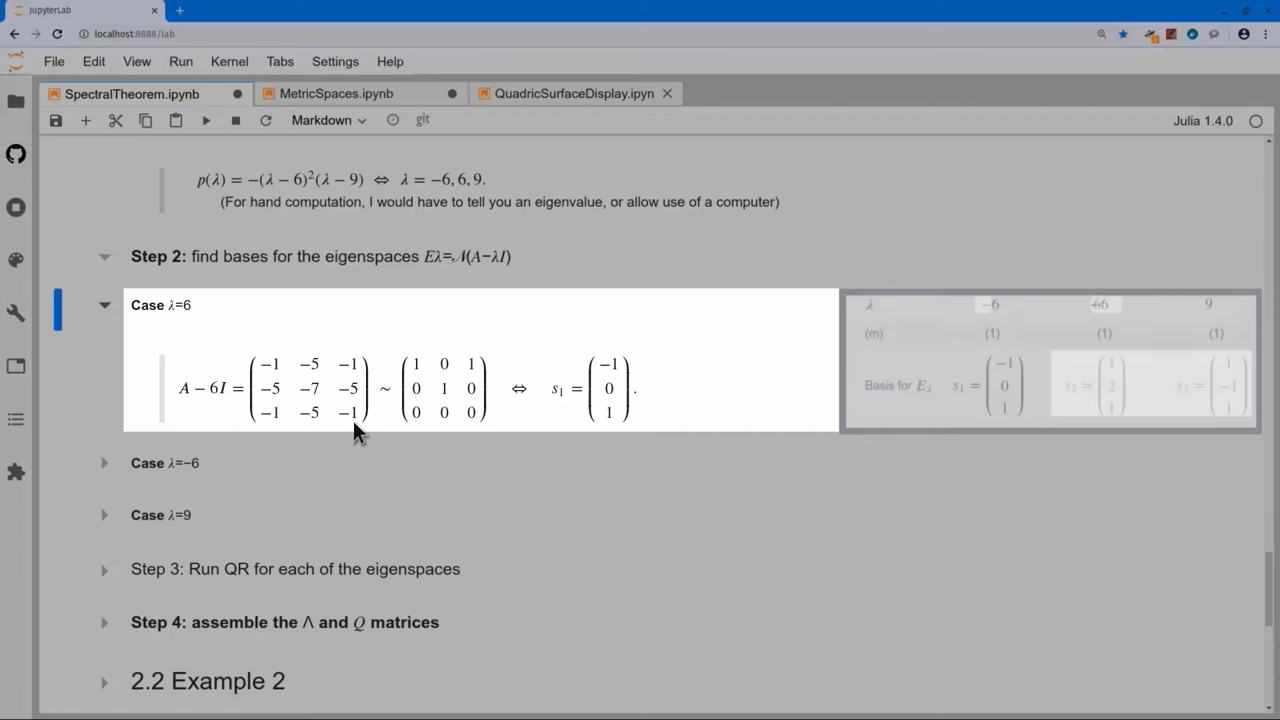 JupyterLab
localhost:8888/lab
File Edit View Run Kernel Tabs Settings Help
SpectralTheorem.ipynb MetricSpaces.ipynb QuadricSurfaceDisplay.ipyn
Markdown git Julia 1.4.0
p(λ) = −(λ − 6)²(λ − 9) ⇔ λ = −6, 6, 9.
(For hand computation, I would have to tell you an eigenvalue, or allow use of a computer)
Step 2: find bases for the eigenspaces Eλ=𝒩(A−λI)
Case λ=6
A − 6I = ( −1 −5 −1 ; −5 −7 −5 ; −1 −5 −1 ) ~ ( 1 0 1 ; 0 1 0 ; 0 0 0 ) ⇔ s₁ = ( −1 ; 0 ; 1 ) .
λ −6 9
(m) (1) (1) (1)
Basis for Eλ s₁ = ( −1 ; 0 ; 1 ) s₂ = ( 1 ; 2 ; 1 ) s₃ = ( 1 ; −1 ; 1 )
Case λ=−6
Case λ=9
Step 3: Run QR for each of the eigenspaces
Step 4: assemble the Λ and Q matrices
2.2 Example 2